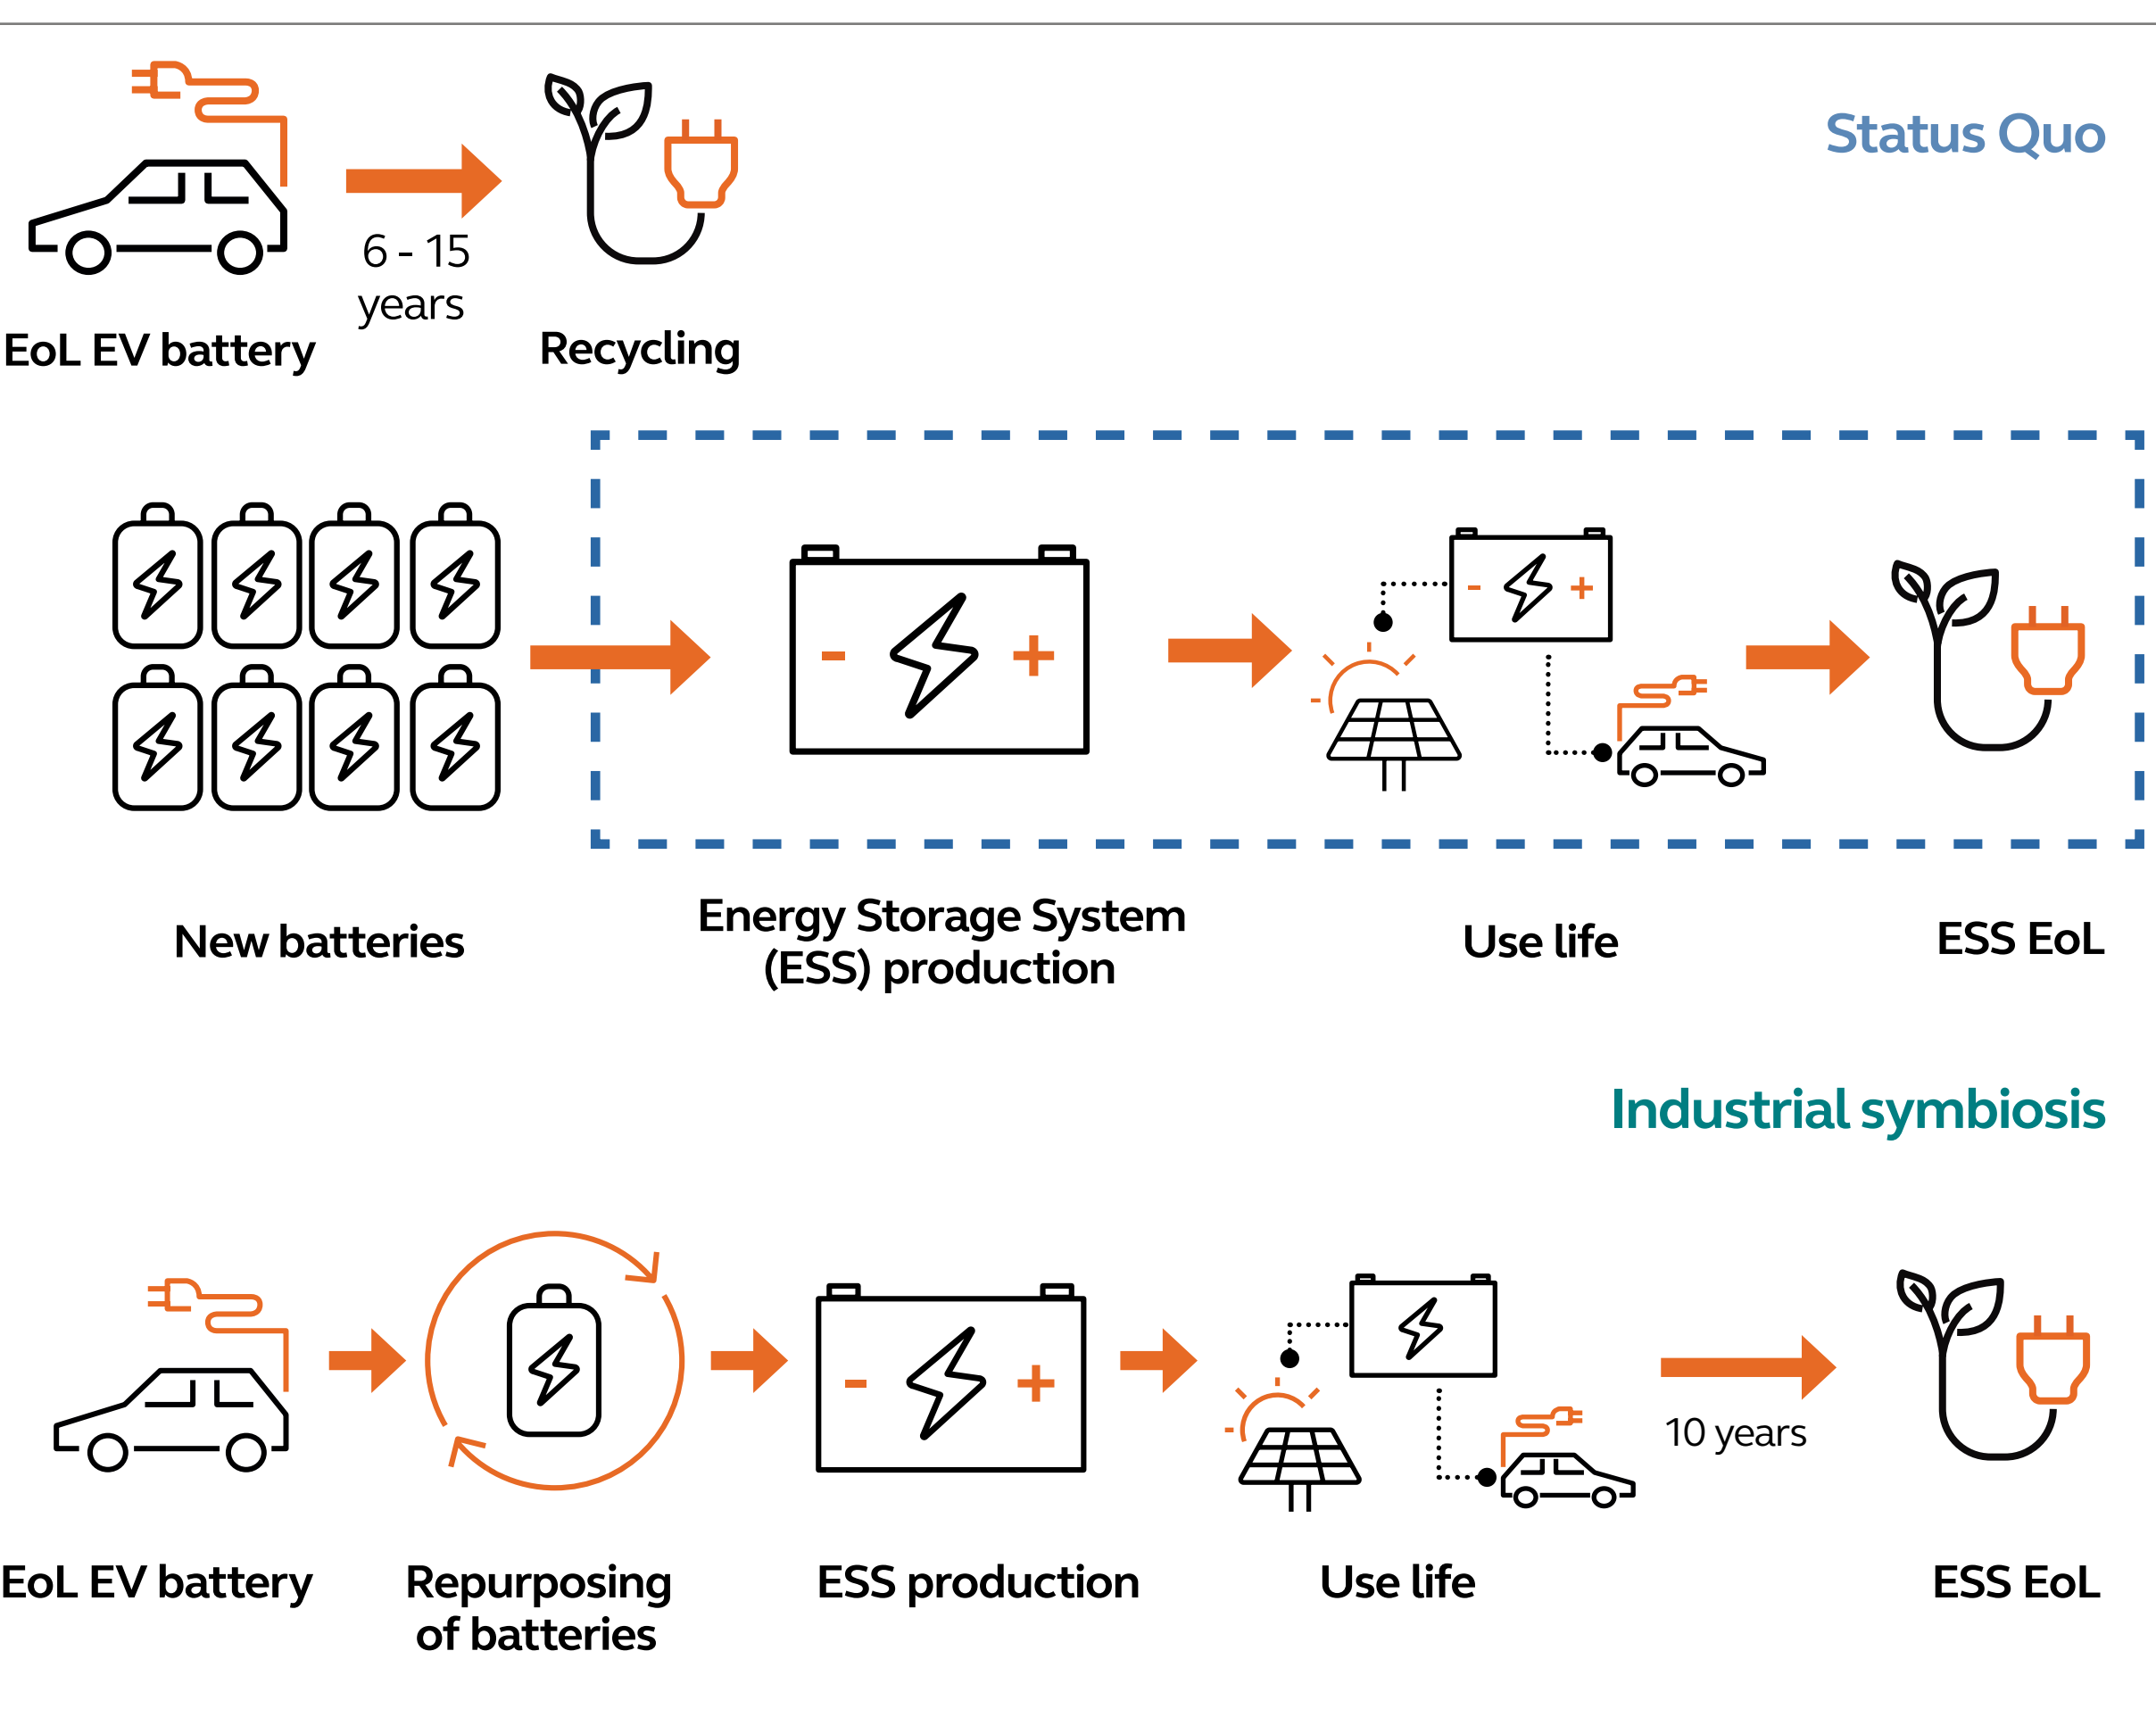 Status Quo
6 - 15
years
EoL EV battery
Recycling
- +
- +
New batteries
Energy Storage System
(ESS) production
Use life
ESS EoL
Industrial symbiosis
- +
10 years
EoL EV battery
Repurposing
of batteries
ESS production
Use life
ESS EoL